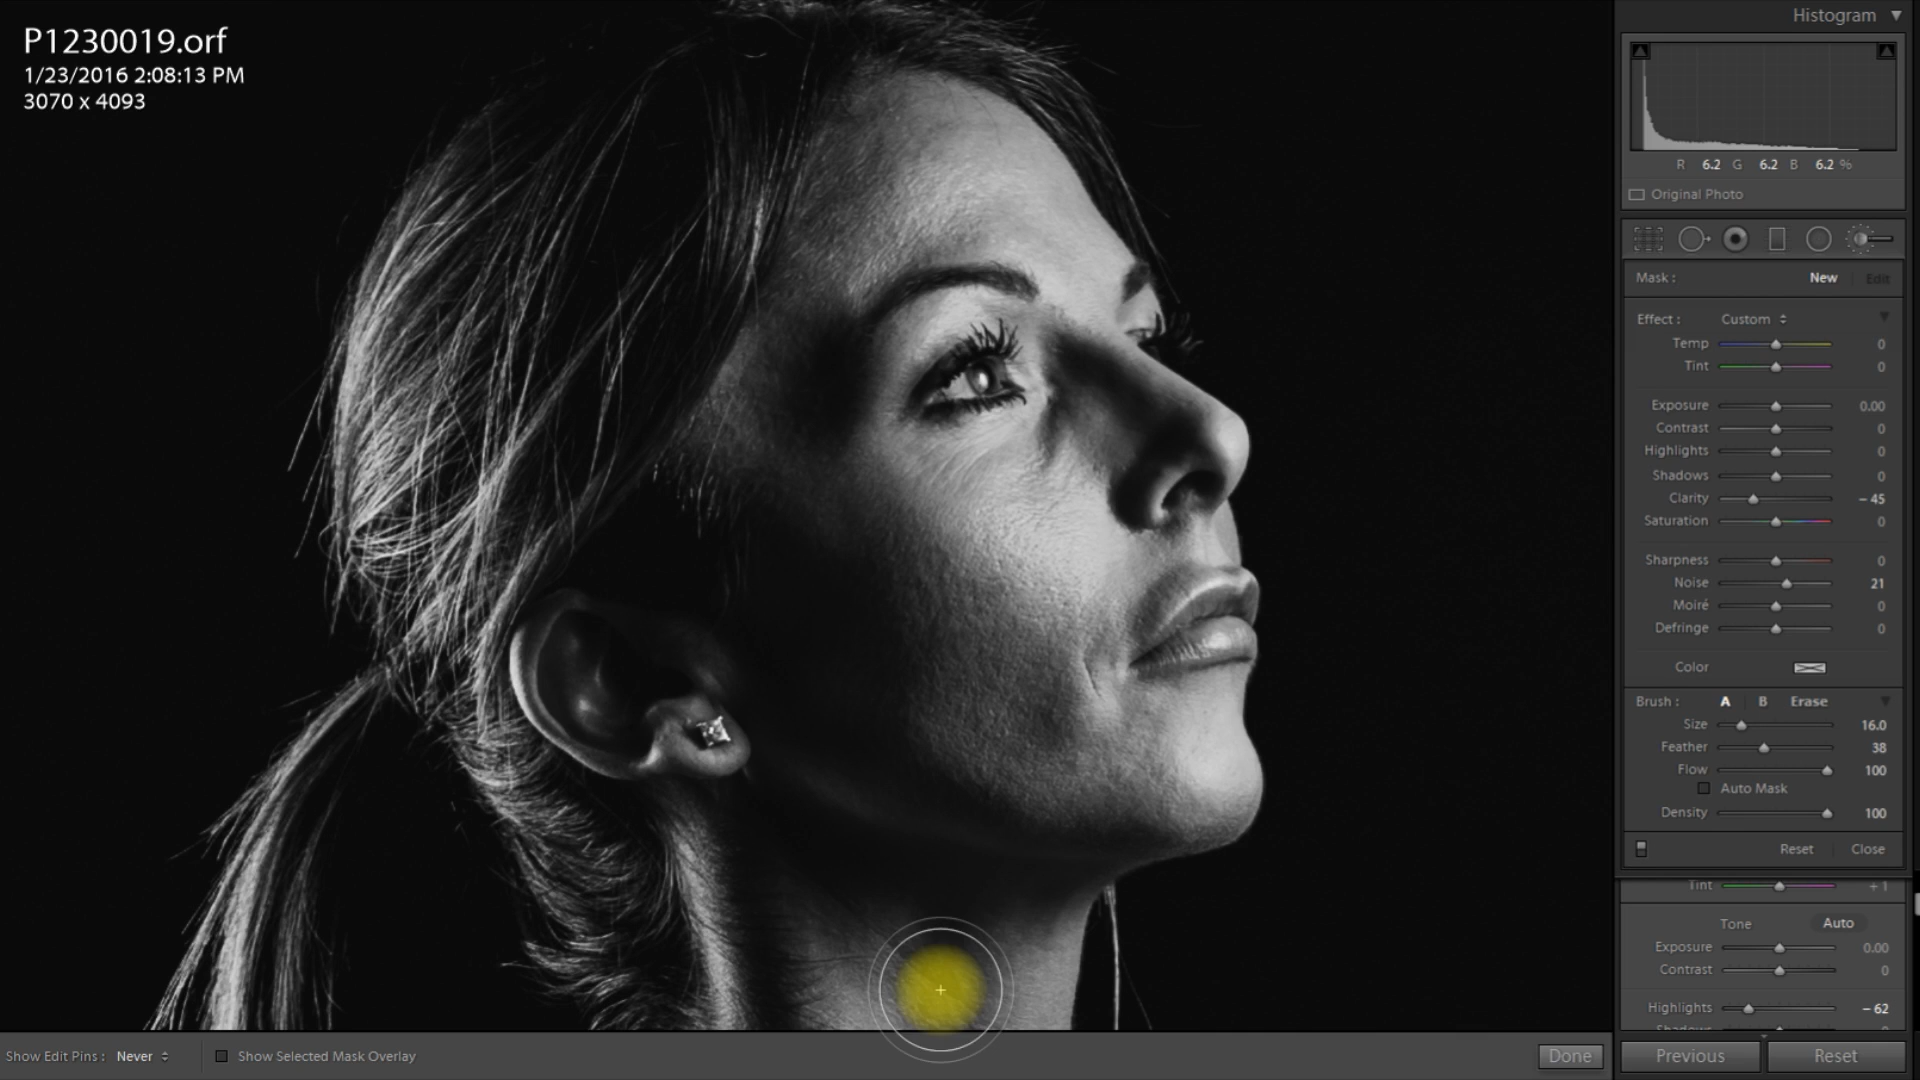 P1230019.orf
1/23/2016 2:08:13 PM
3070 x 4093
Histogram
R 6.2 G 6.2 B 6.2 %
Original Photo
Mask : New Edit
Effect : Custom
Temp 0
Tint 0
Exposure 0.00
Contrast 0
Highlights 0
Shadows 0
Clarity – 45
Saturation 0
Sharpness 0
Noise 21
Moiré 0
Defringe 0
Color
Brush : A B Erase
Size 16.0
Feather 38
Flow 100
Auto Mask
Density 100
Reset Close
Tint + 1
Tone Auto
Exposure 0.00
Contrast 0
Highlights – 62
Shadows
Show Edit Pins : Never
Show Selected Mask Overlay
Done
Previous Reset